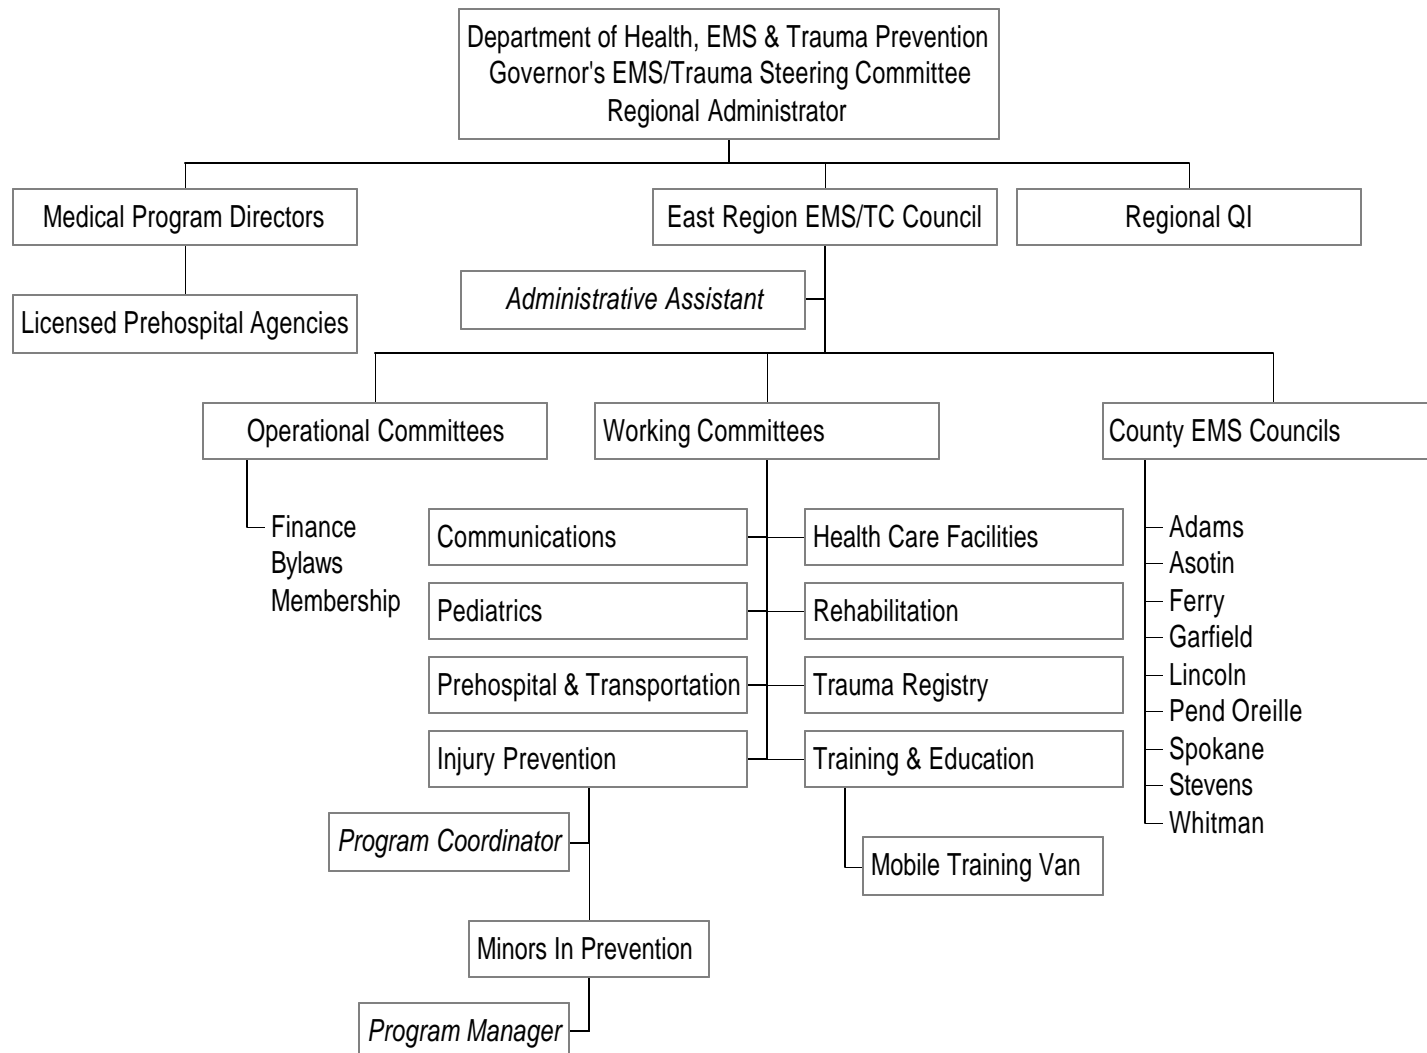 Department of Health, EMS & Trauma Prevention
Governor's EMS/Trauma Steering Committee
Regional Administrator
Medical Program Directors
East Region EMS/TC Council
Regional QI
Administrative Assistant
Licensed Prehospital Agencies
Operational Committees
Working Committees
County EMS Councils
Finance
Bylaws
Membership
Communications
Health Care Facilities
Pediatrics
Rehabilitation
Prehospital & Transportation
Trauma Registry
Injury Prevention
Training & Education
Adams
Asotin
Ferry
Garfield
Lincoln
Pend Oreille
Spokane
Stevens
Whitman
Program Coordinator
Mobile Training Van
Minors In Prevention
Program Manager